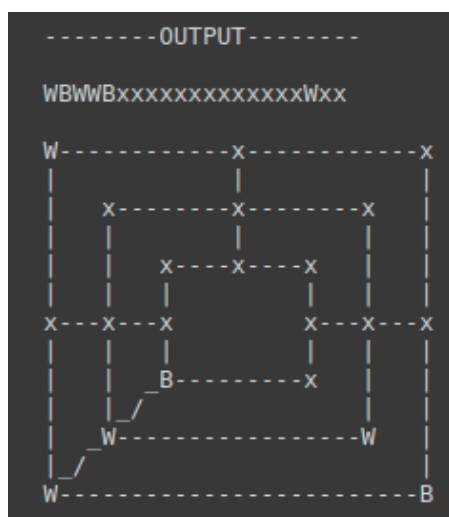 --------OUTPUT--------
WBWWBxxxxxxxxxxxxxWxx
W------------x------------x
|            |            |
|   x--------x--------x   |
|   |        |        |   |
|   |   x----x----x   |   |
|   |   |         |   |   |
x---x---x         x---x---x
|   |   |         |   |   |
|   |  _B---------x   |   |
|   |_/               |   |
|  _W-----------------W   |
|_/                       |
W-------------------------B